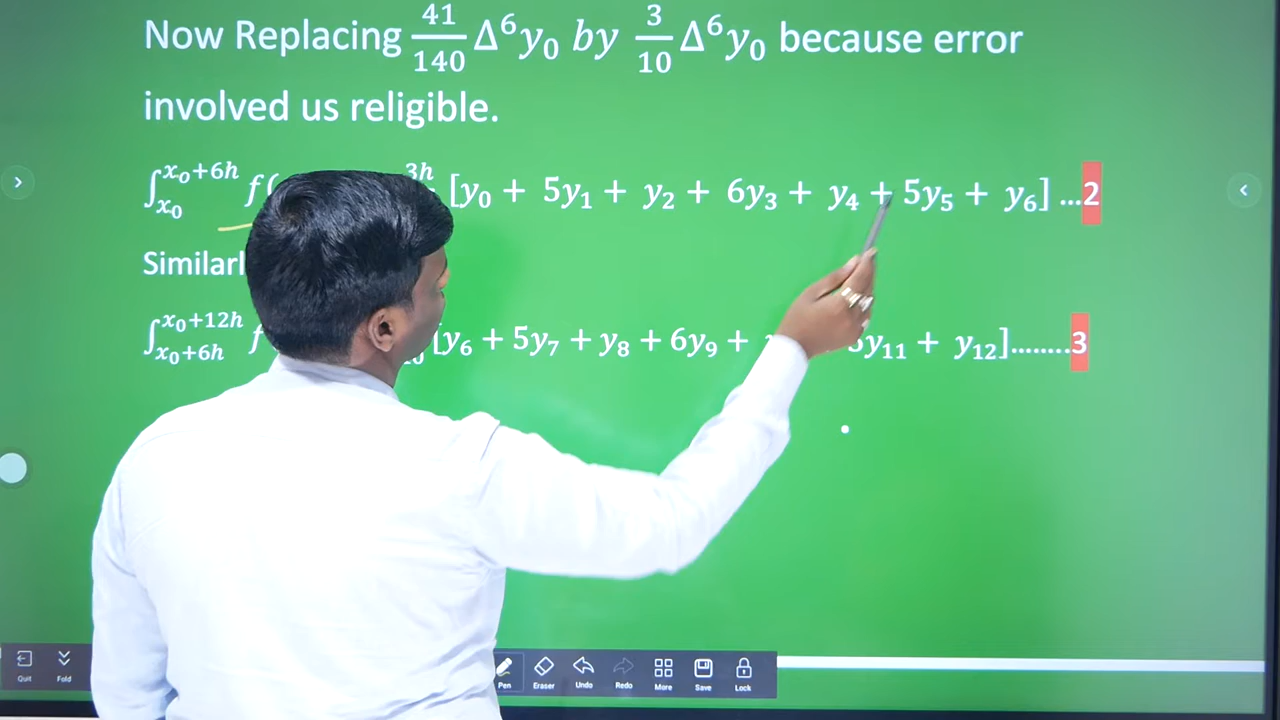 Now Replacing 41/140 Δ⁶y₀ by 3/10 Δ⁶y₀ because error
involved us religible.
∫_{x₀}^{x₀+6h} f( 3h [y₀ + 5y₁ + y₂ + 6y₃ + y₄ + 5y₅ + y₆] ...2
∫_{x₀+6h}^{x₀+12h} f [y₆ + 5y₇ + y₈ + 6y₉ + 5y₁₁ + y₁₂]........3
Quit Fold Pen Eraser Undo Redo More Save Lock